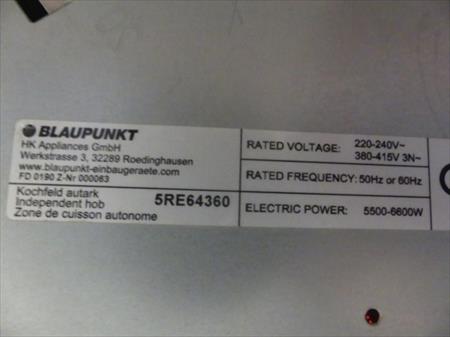 BLAUPUNKT
HK Appliances GmbH
Werkstrasse 3, 32289 Roedinghausen
www.blaupunkt-einbaugeraete.com
FD 0190 Z-Nr 000063
Kochfeld autark
Independent hob 5RE64360
Zone de cuisson autonome
RATED VOLTAGE: 220-240V~
380-415V 3N~
RATED FREQUENCY: 50Hz or 60Hz
ELECTRIC POWER: 5500-6600W